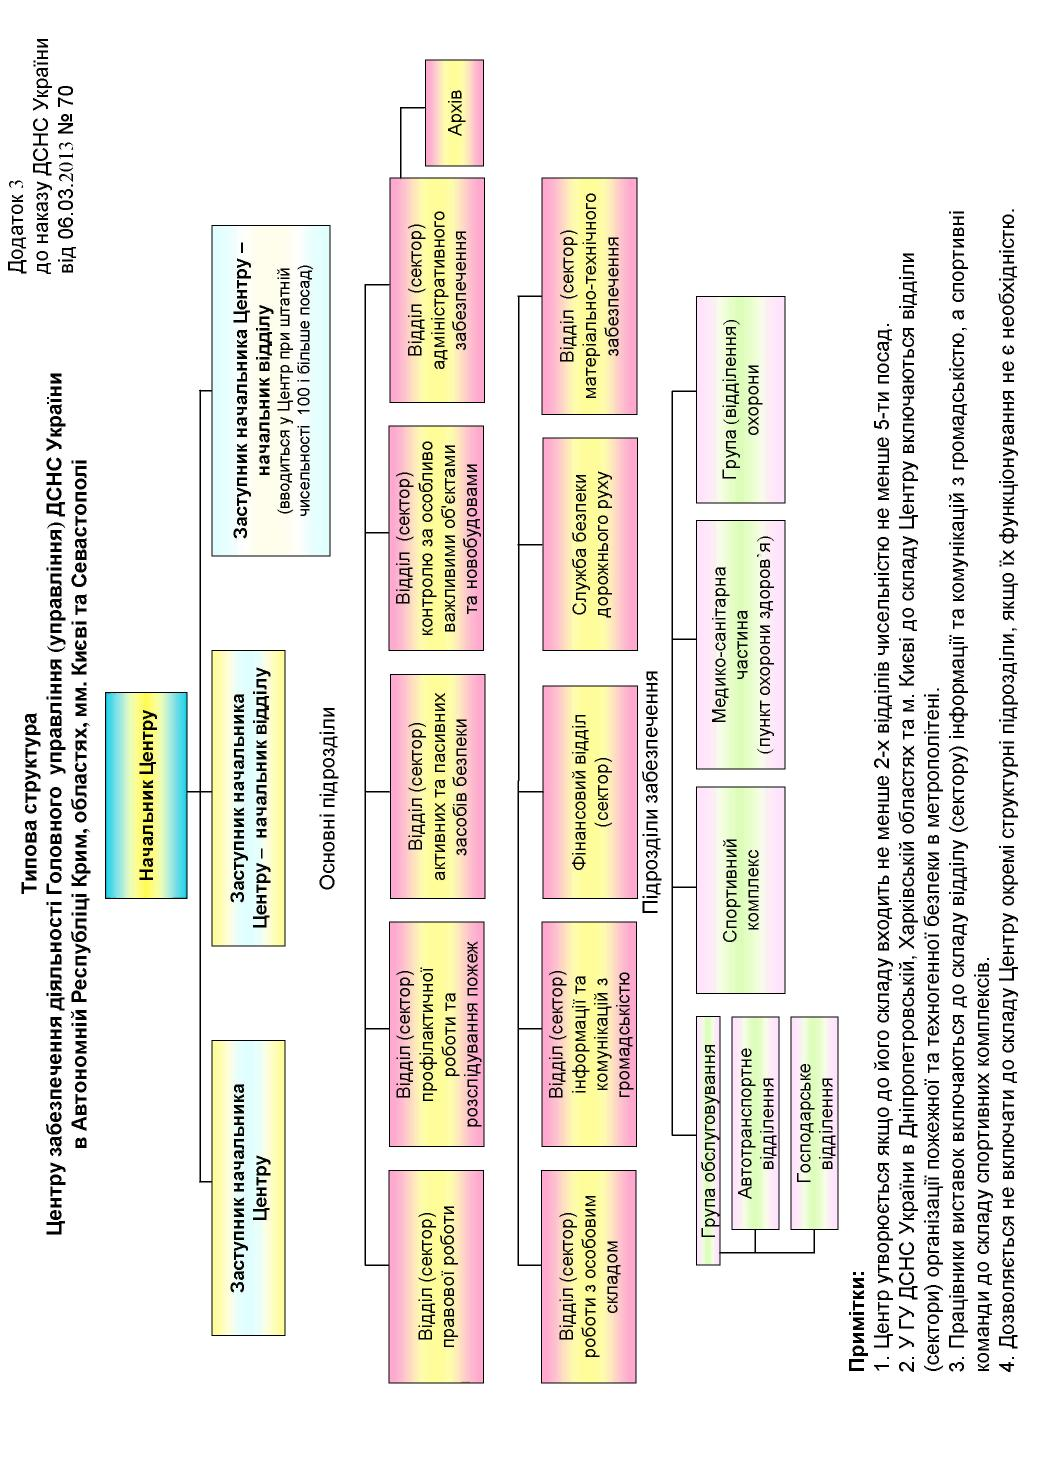 Додаток 3
до наказу ДСНС України
від 06.03.2013 № 70
Типова структура
Центру забезпечення діяльності Головного управління (управління) ДСНС України
в Автономній Республіці Крим, областях, мм. Києві та Севастополі
Начальник Центру
Заступник начальника
Центру
Заступник начальника
Центру – начальник відділу
Заступник начальника Центру –
начальник відділу
(вводиться у Центр при штатній
чисельності 100 і більше посад)
Основні підрозділи
Відділ (сектор)
правової роботи
Відділ (сектор)
профілактичної
роботи та
розслідування пожеж
Відділ (сектор)
активних та пасивних
засобів безпеки
Відділ (сектор)
контролю за особливо
важливими об'єктами
та новобудовами
Відділ (сектор)
адміністративного
забезпечення
Архів
Відділ (сектор)
роботи з особовим
складом
Відділ (сектор)
інформації та
комунікацій з
громадськістю
Фінансовий відділ
(сектор)
Служба безпеки
дорожнього руху
Відділ (сектор)
матеріально-технічного
забезпечення
Підрозділи забезпечення
Група обслуговування
Автотранспортне
відділення
Господарське
відділення
Спортивний
комплекс
Медико-санітарна
частина
(пункт охорони здоров`я)
Група (відділення)
охорони
Примітки:
1. Центр утворюється якщо до його складу входить не менше 2-х відділів чисельністю не менше 5-ти посад.
2. У ГУ ДСНС України в Дніпропетровській, Харківській областях та м. Києві до складу Центру включаються відділи
(сектори) організації пожежної та техногенної безпеки в метрополітені.
3. Працівники виставок включаються до складу відділу (сектору) інформації та комунікацій з громадськістю, а спортивні
команди до складу спортивних комплексів.
4. Дозволяється не включати до складу Центру окремі структурні підрозділи, якщо їх функціонування не є необхідністю.